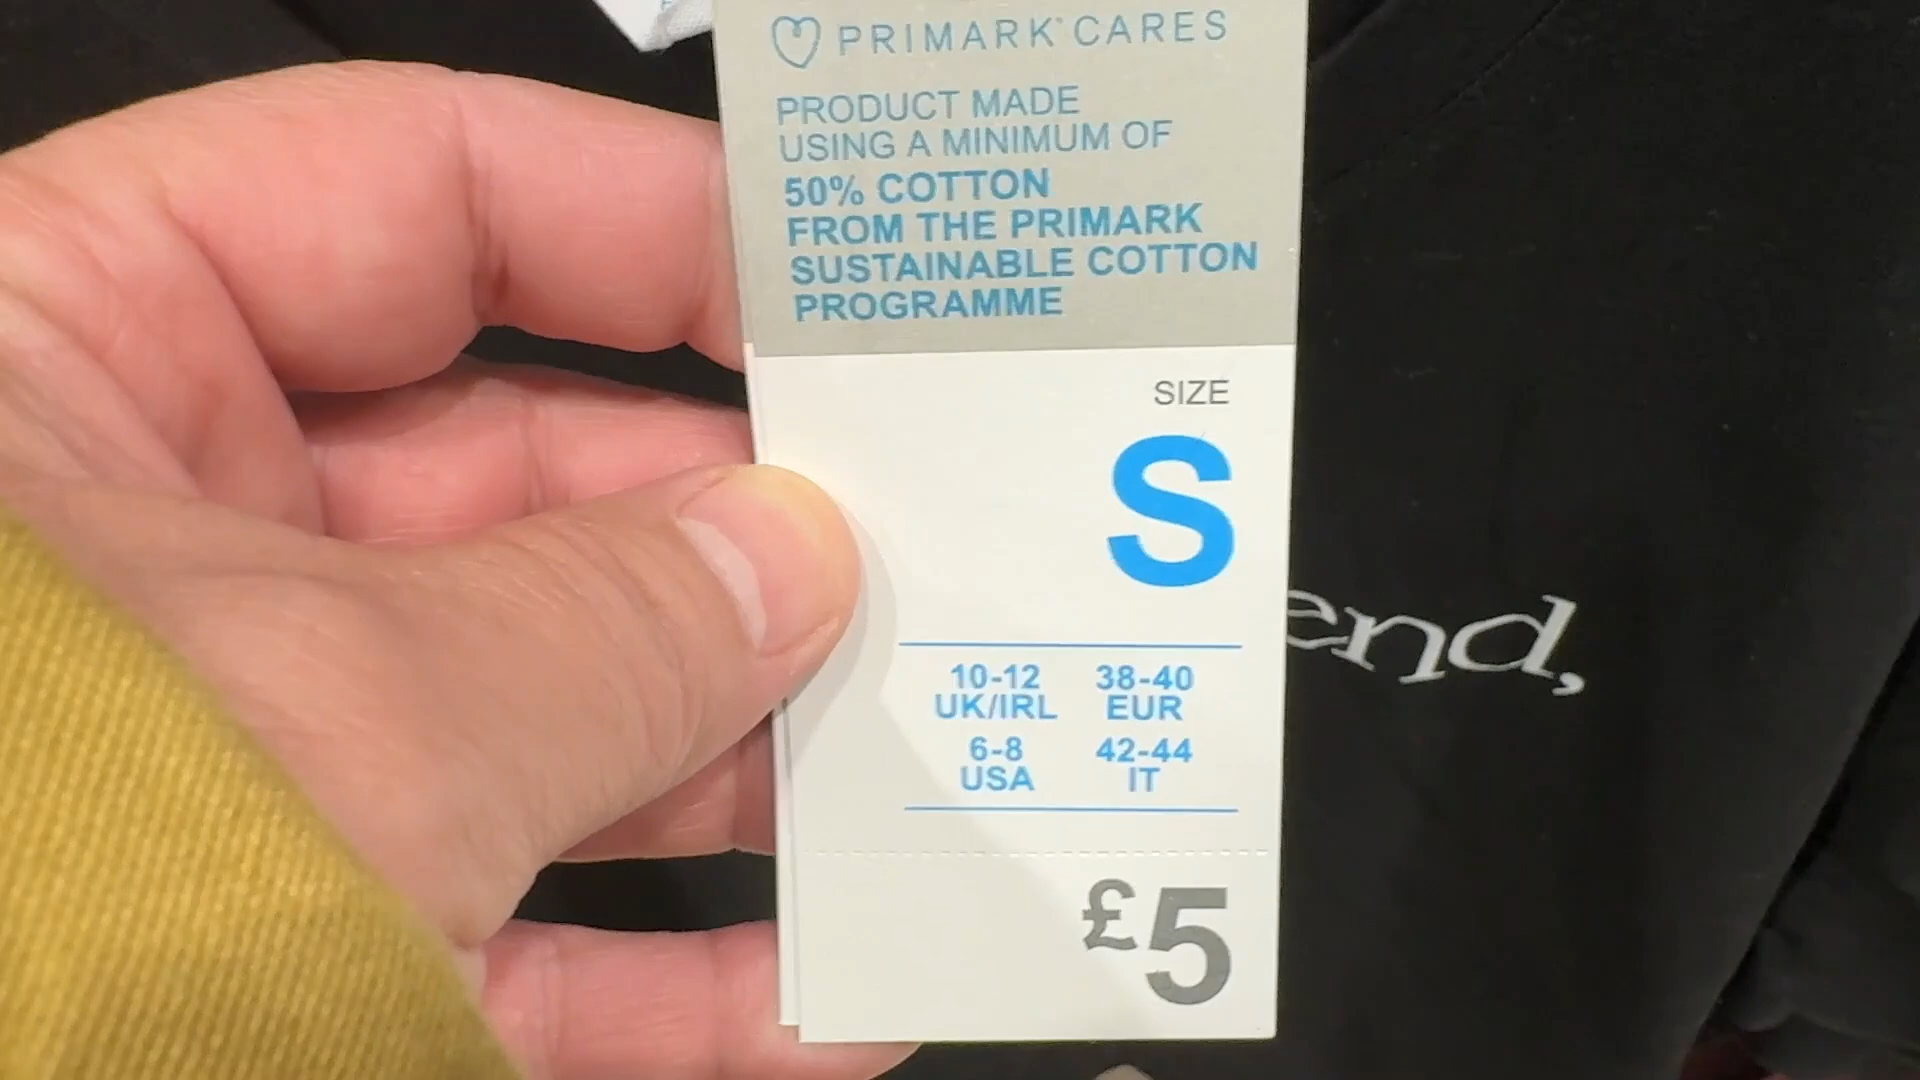 PRIMARK CARES
PRODUCT MADE
USING A MINIMUM OF
50% COTTON
FROM THE PRIMARK
SUSTAINABLE COTTON
PROGRAMME
SIZE
S
10-12 38-40
UK/IRL EUR
6-8 42-44
USA IT
£5
end,